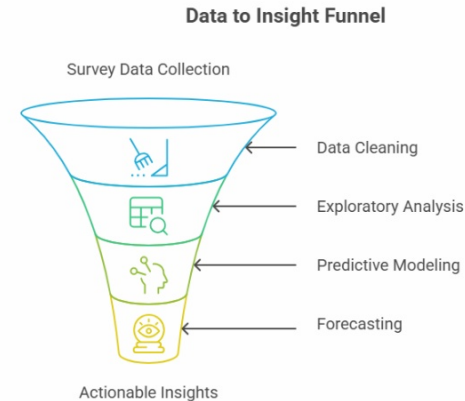 Data to Insight Funnel
Survey Data Collection
Data Cleaning
Exploratory Analysis
Predictive Modeling
Forecasting
Actionable Insights